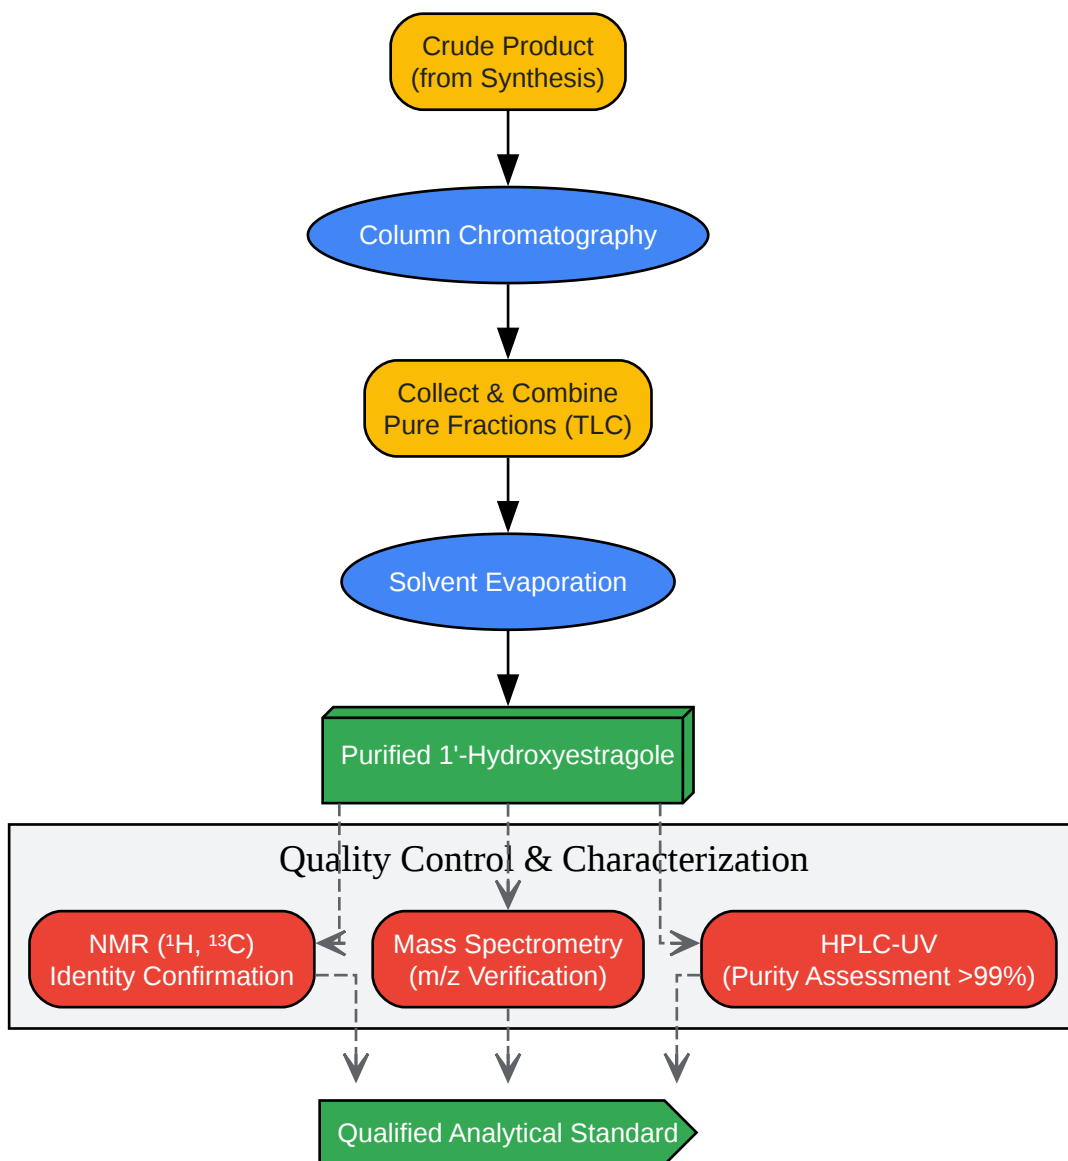 Crude Product
(from Synthesis)
Column Chromatography
Collect & Combine
Pure Fractions (TLC)
Solvent Evaporation
Purified 1'-Hydroxyestragole
Quality Control & Characterization
NMR (¹H, ¹³C)
Identity Confirmation
Mass Spectrometry
(m/z Verification)
HPLC-UV
(Purity Assessment >99%)
Qualified Analytical Standard